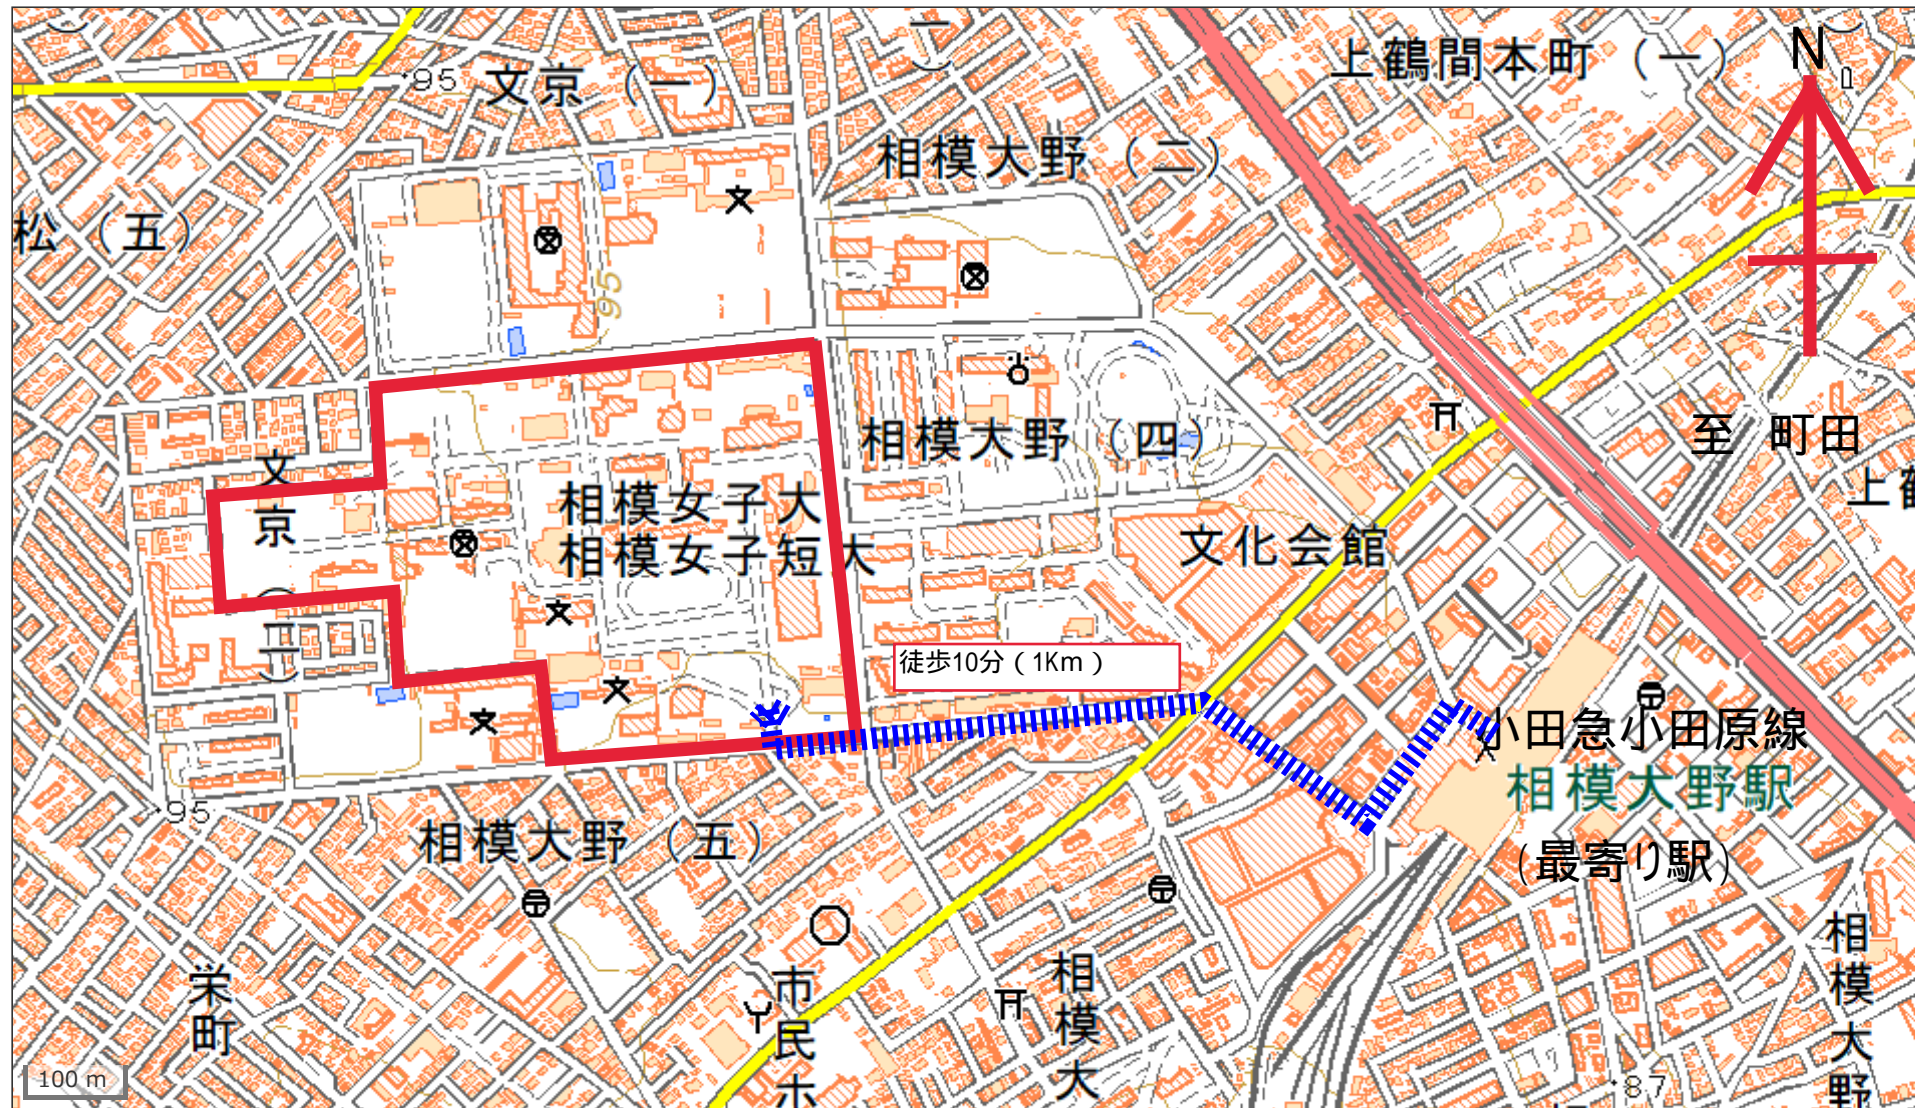 文京（一）
上鶴間本町（一）
N
95
相模大野（二）
松（五）
95
相模大野（四）
至 町田
上鶴
文京（二）
相模女子大
相模女子短大
文化会館
徒歩10分（1Km）
小田急小田原線
相模大野駅
（最寄り駅）
95
相模大野（五）
栄町
市民ホ
相模大
相模大野
100 m
87